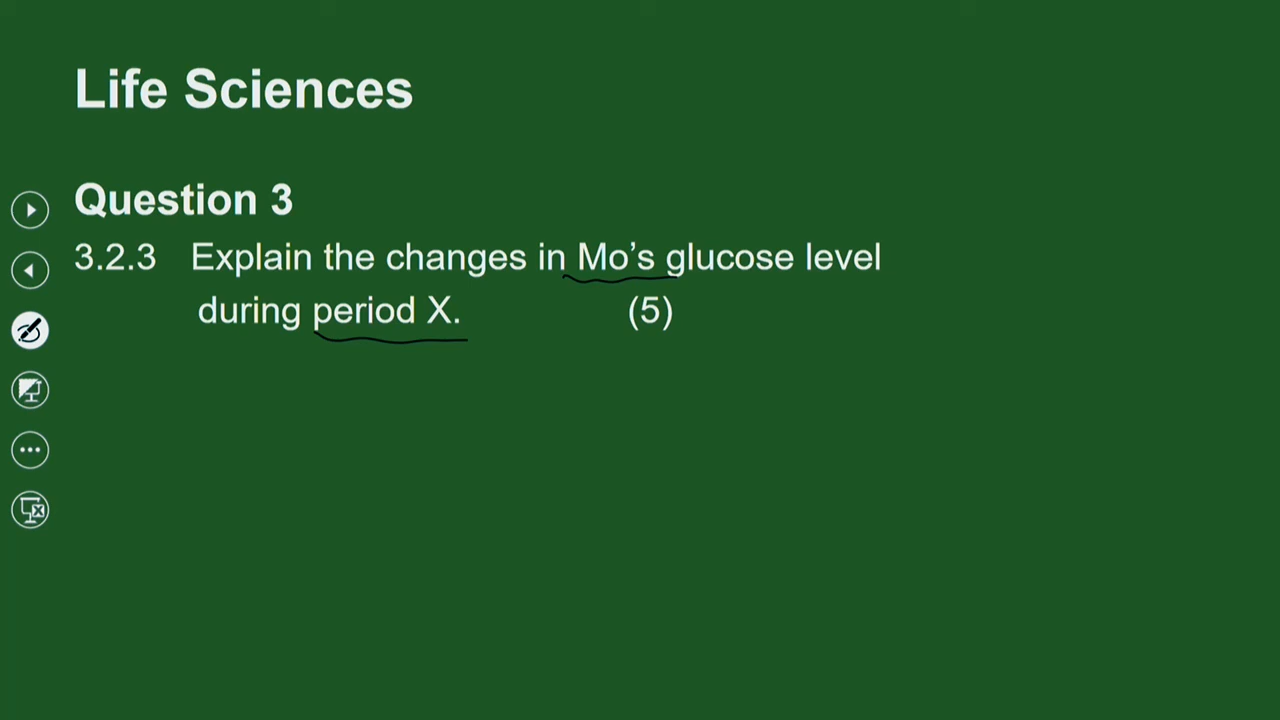 Life Sciences
Question 3
3.2.3 Explain the changes in Mo’s glucose level
during period X. (5)